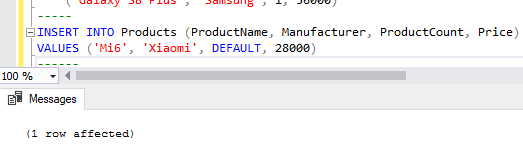 ('Galaxy S8 Plus', 'Samsung', 1, 56000)
-----
INSERT INTO Products (ProductName, Manufacturer, ProductCount, Price)
VALUES ('Mi6', 'Xiaomi', DEFAULT, 28000)
------
100 %
Messages
(1 row affected)